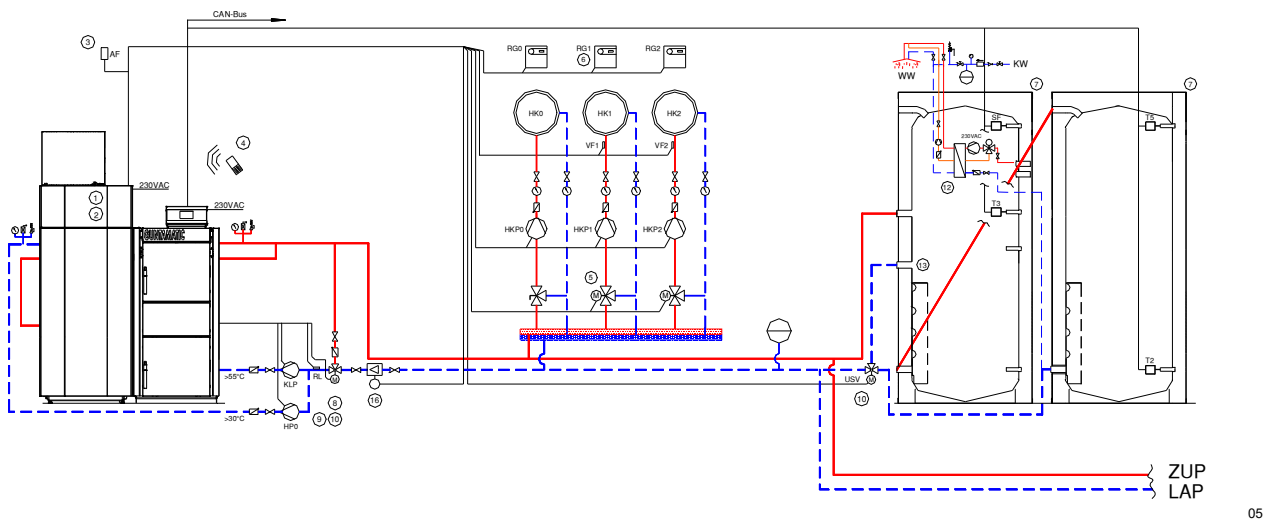 CAN-Bus
3
AF
RG0
RG1
RG2
6
WW
KW
7
7
HK0
HK1
HK2
SF
T5
230VAC
VF1
VF2
4
1
2
230VAC
230VAC
12
T3
HKP0
HKP1
HKP2
GUNTAMATIC
5
M
M
13
>55°C
KLP
RL
M
16
USV
M
T2
8
9
10
10
>30°C
HP0
ZUP
LAP
05